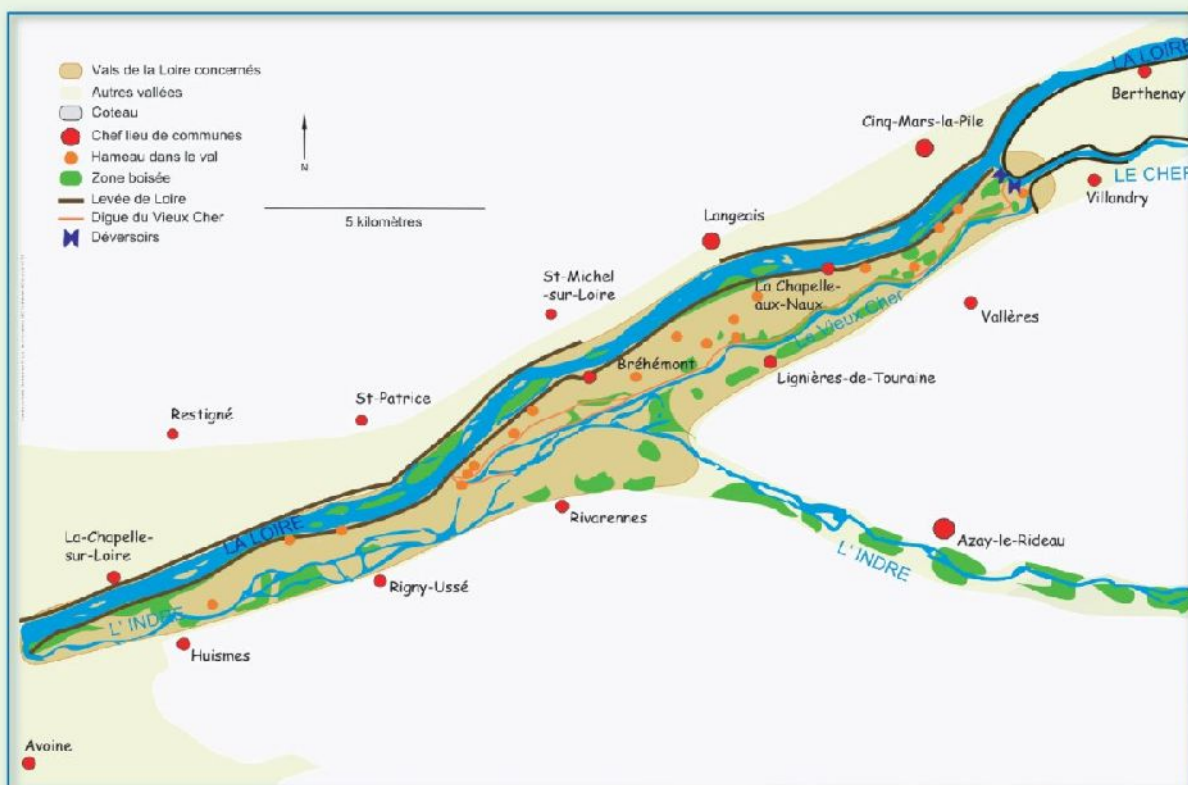 Vals de la Loire concernés
Autres vallées
Coteau
Chef lieu de communes
Hameau dans le val
Zone boisée
Levée de Loire
Digue du Vieux Cher
Déversoirs
N
5 kilomètres
LA LOIRE
Berthenay
Cinq-Mars-la-Pile
LE CHER
Villandry
Langeais
St-Michel
-sur-Loire
La Chapelle-
aux-Naux
Le Vieux Cher
Vallères
Bréhémont
Lignières-de-Touraine
St-Patrice
Restigné
Rivarennes
LA LOIRE
Azay-le-Rideau
La-Chapelle-
sur-Loire
L' INDRE
Rigny-Ussé
L' INDRE
Huismes
Avoine